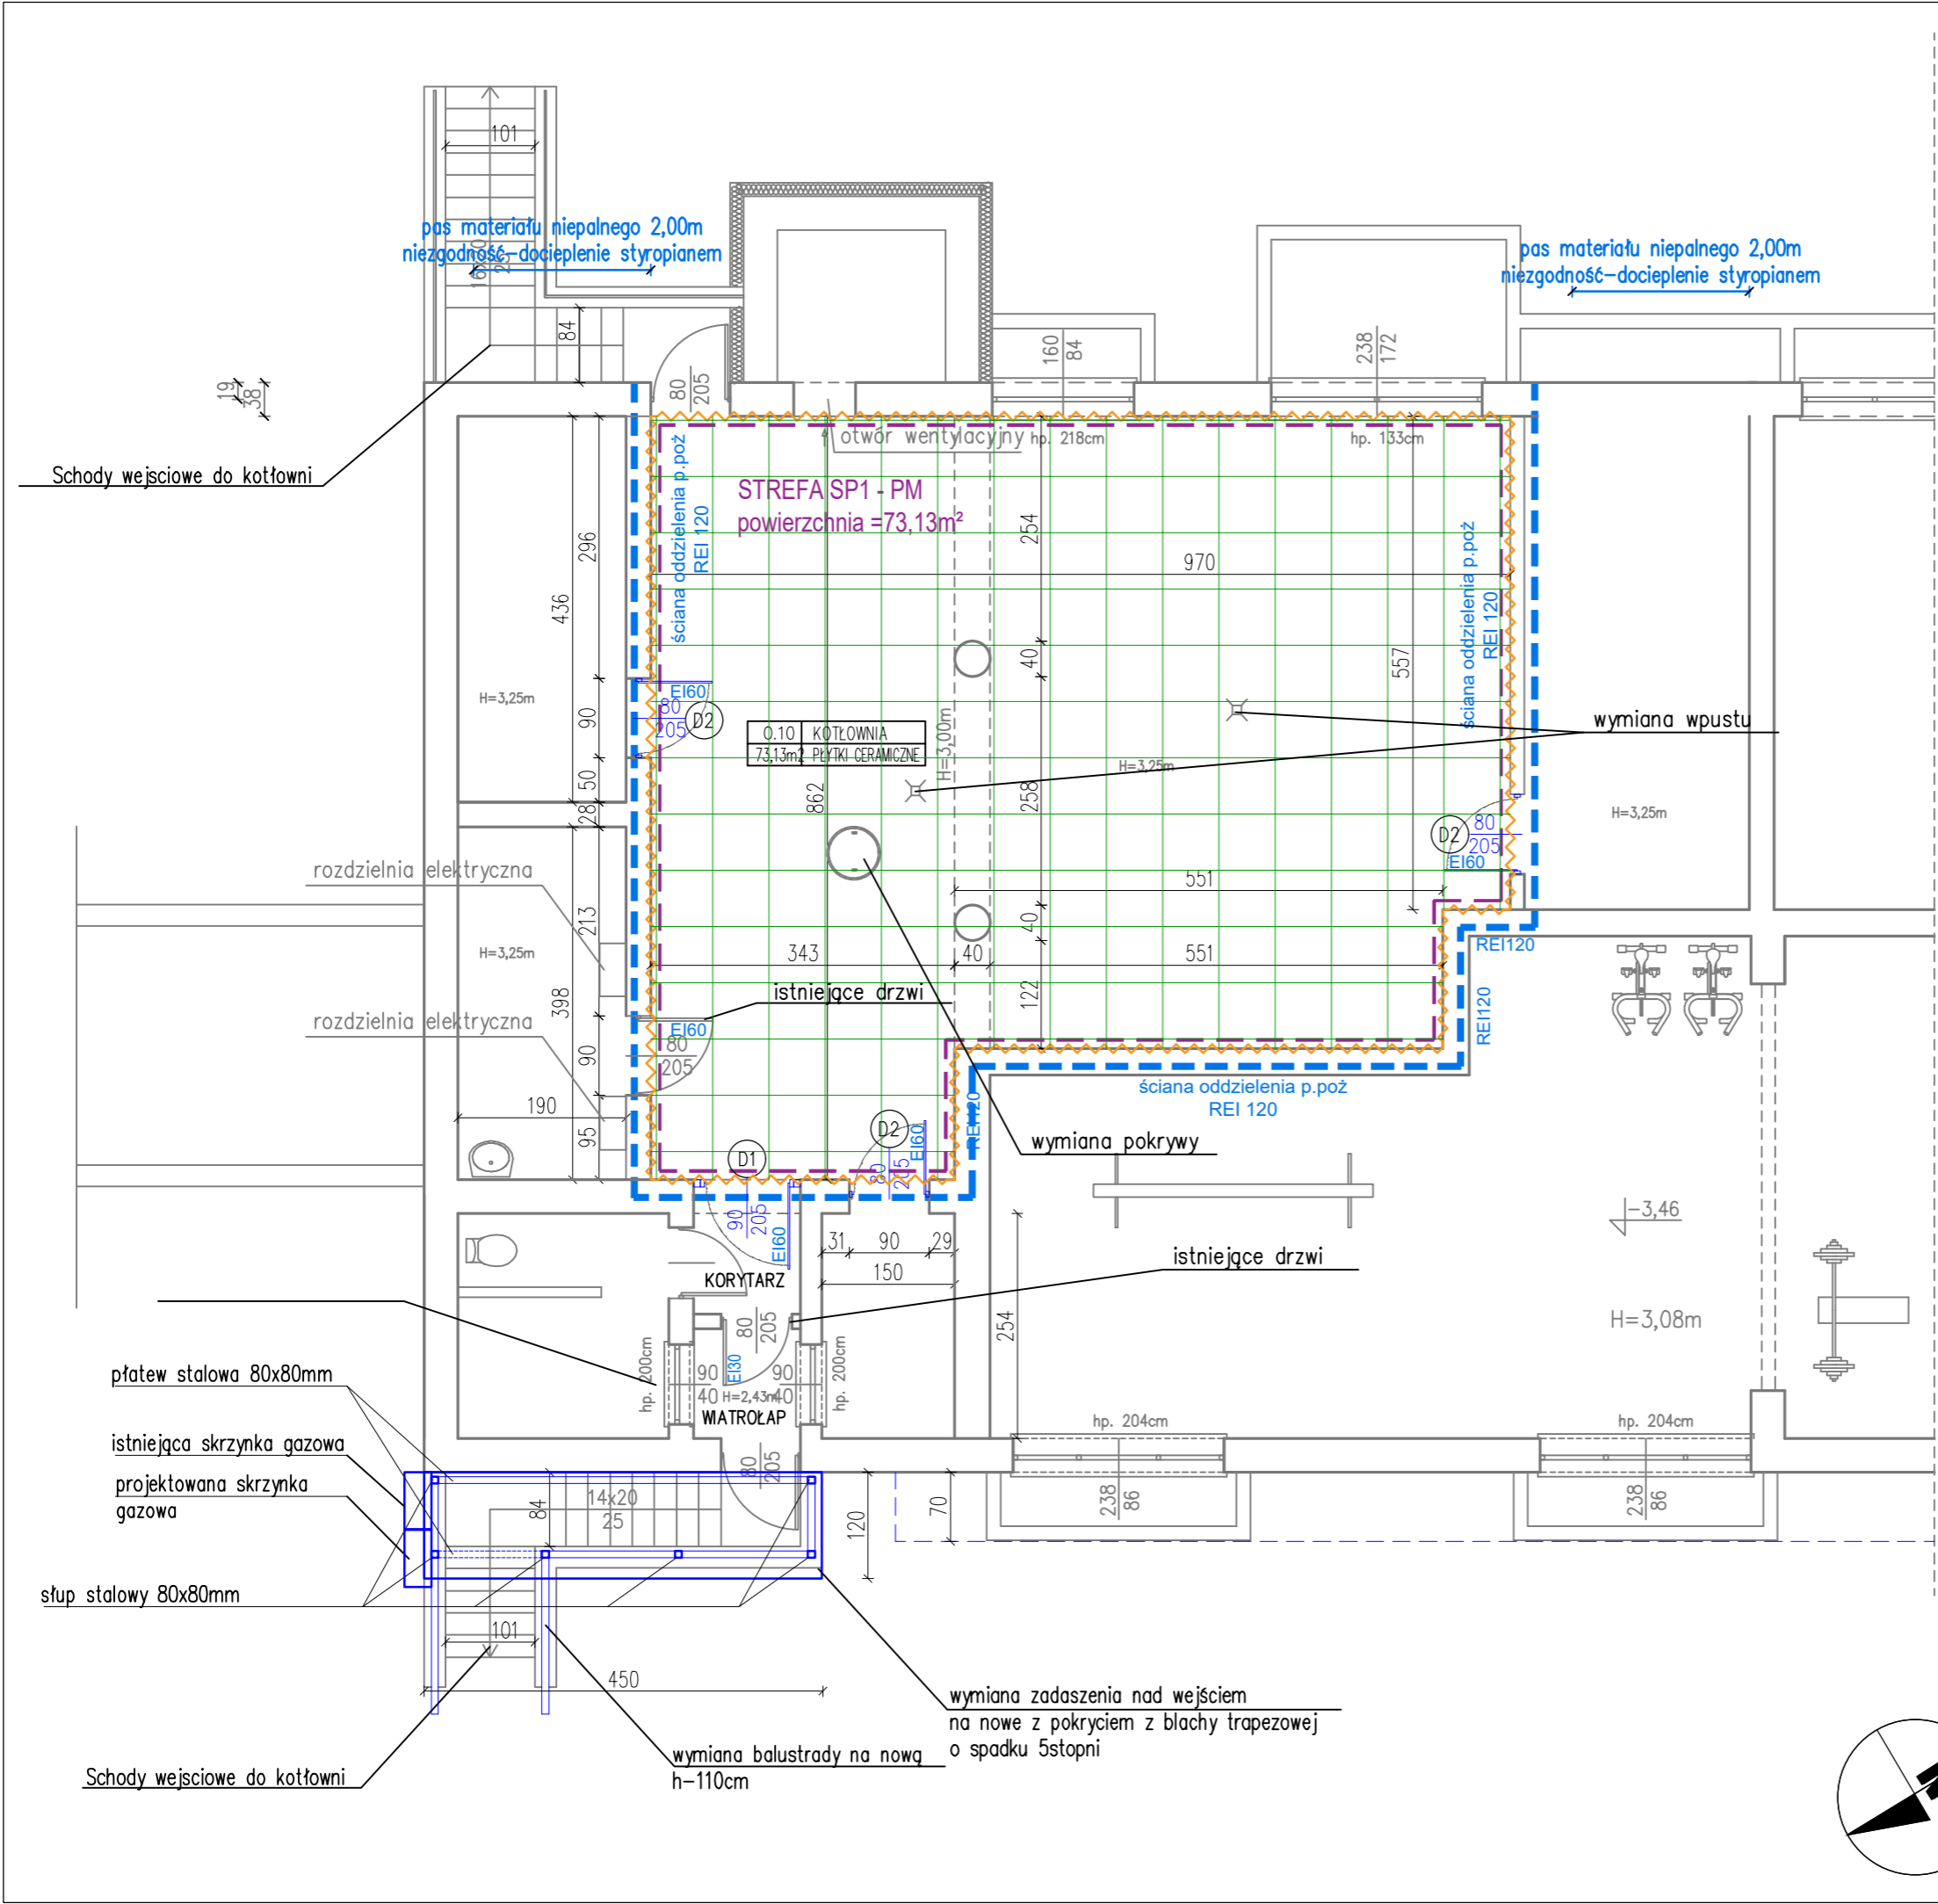 101
pas materiału niepalnego 2,00m
niezgodność-docieplenie styropianem
pas materiału niepalnego 2,00m
niezgodność-docieplenie styropianem
84
80
205
160
84
238
172
19
38
Schody wejsciowe do kotłowni
otwór wentylacyjny
hp. 218cm
hp. 133cm
STREFA SP1 - PM
powierzchnia =73,13m²
ściana oddzielenia p.poż
REI 120
ściana oddzielenia p.poż
REI 120
254
970
296
436
40
557
H=3,25m
EI60
80
205
D2
90
0.10 KOTŁOWNIA
73,13m2 PŁYTKI CERAMICZNE
H=3,00m
H=3,25m
wymiana wpustu
50
28
862
258
D2
80
205
EI60
H=3,25m
rozdzielnia elektryczna
551
213
40
H=3,25m
343
40
551
REI120
398
istniejące drzwi
122
REI120
rozdzielnia elektryczna
EI60
80
205
90
190
95
ściana oddzielenia p.poż
REI 120
REI120
D2
EI60
80
205
wymiana pokrywy
D1
90
205
EI60
-3,46
31
90
29
150
istniejące drzwi
KORYTARZ
80
205
254
H=3,08m
hp. 200cm
EI30
90
40
H=2,43m
90
40
hp. 200cm
WIATROŁAP
płatew stalowa 80x80mm
hp. 204cm
hp. 204cm
istniejąca skrzynka gazowa
80
205
projektowana skrzynka
gazowa
84
14x20
25
120
70
238
86
238
86
słup stalowy 80x80mm
101
450
wymiana zadaszenia nad wejściem
na nowe z pokryciem z blachy trapezowej
o spadku 5stopni
wymiana balustrady na nową
h-110cm
Schody wejsciowe do kotłowni